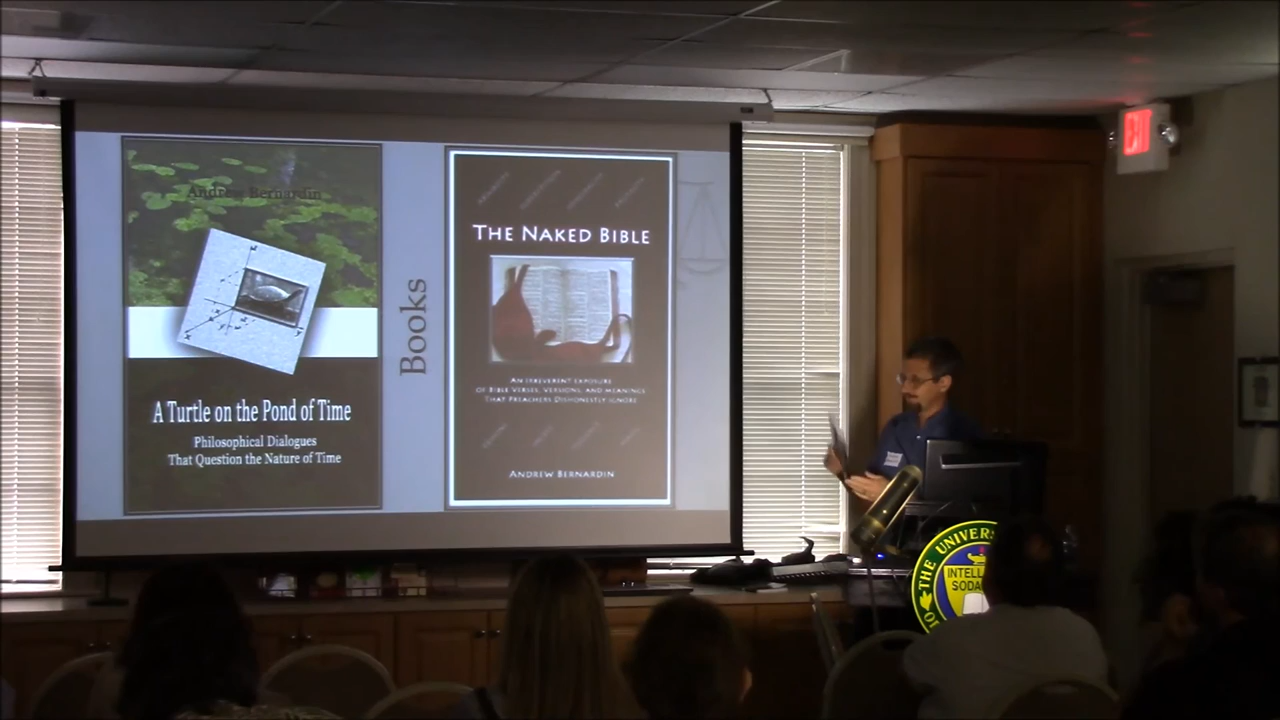 Andrew Bernardin
A Turtle on the Pond of Time
Philosophical Dialogues
That Question the Nature of Time
Books
THE NAKED BIBLE
AN IRREVERENT EXPOSURE
OF BIBLE VERSES, VERSIONS, AND MEANINGS
THAT PREACHERS DISHONESTLY IGNORE
ANDREW BERNARDIN
EXIT
THE UNIVER
INTELL
SODA